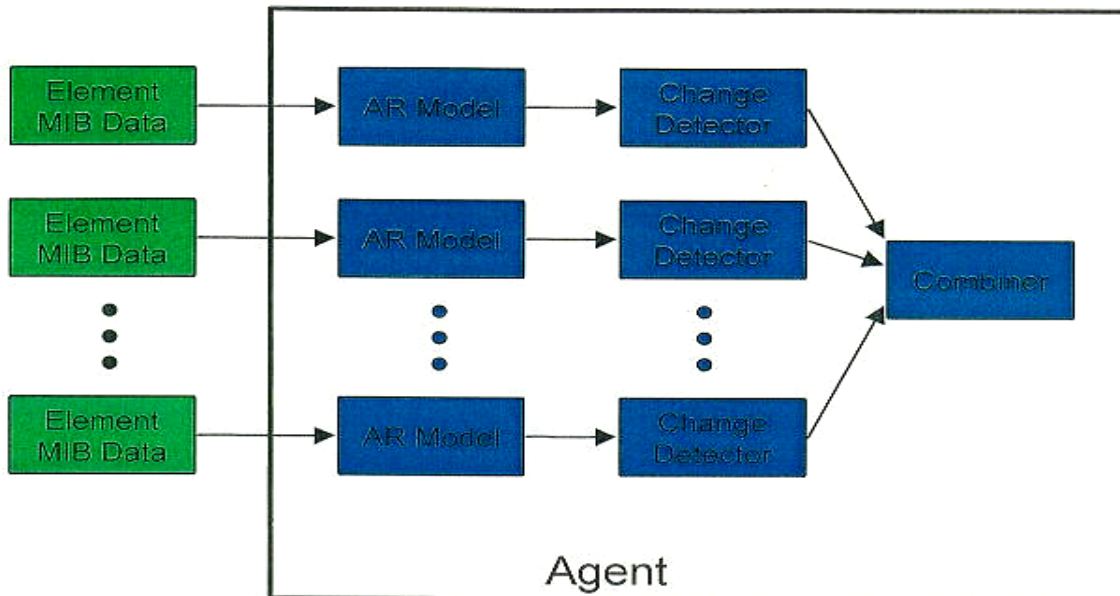 Element
MIB Data
AR Model
Change
Detector
Element
MIB Data
AR Model
Change
Detector
Combiner
Element
MIB Data
AR Model
Change
Detector
Agent